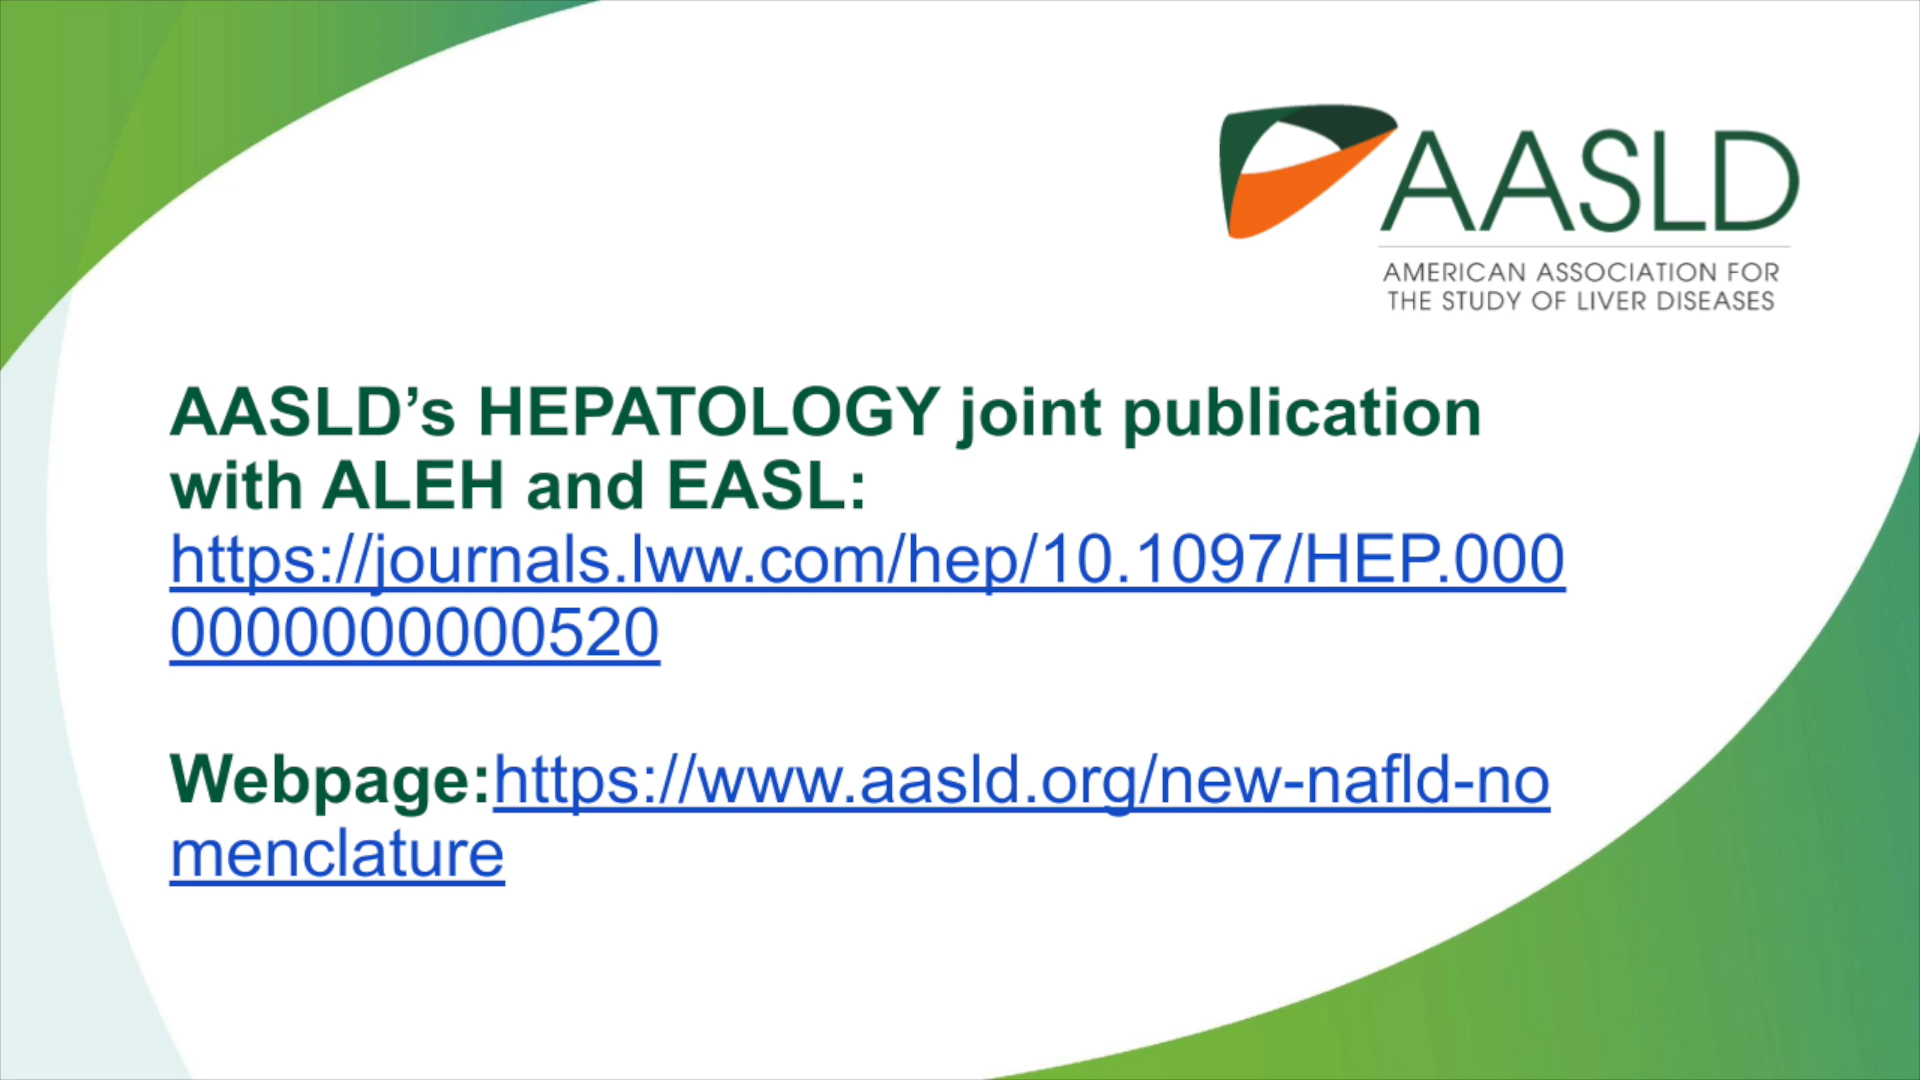 AASLD
AMERICAN ASSOCIATION FOR
THE STUDY OF LIVER DISEASES
AASLD’s HEPATOLOGY joint publication
with ALEH and EASL:
https://journals.lww.com/hep/10.1097/HEP.000
0000000000520
Webpage:https://www.aasld.org/new-nafld-no
menclature